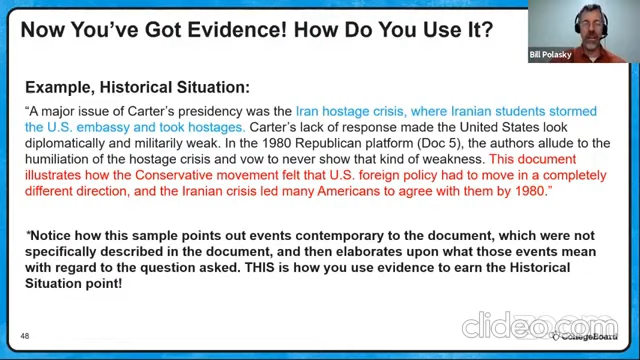 Now You've Got Evidence! How Do You Use It?
Bill Polasky
Example, Historical Situation:
"A major issue of Carter's presidency was the Iran hostage crisis, where Iranian students stormed
the U.S. embassy and took hostages. Carter's lack of response made the United States look
diplomatically and militarily weak. In the 1980 Republican platform (Doc 5), the authors allude to the
humiliation of the hostage crisis and vow to never show that kind of weakness. This document
illustrates how the Conservative movement felt that U.S. foreign policy had to move in a completely
different direction, and the Iranian crisis led many Americans to agree with them by 1980."
*Notice how this sample points out events contemporary to the document, which were not
specifically described in the document, and then elaborates upon what those events mean
with regard to the question asked. THIS is how you use evidence to earn the Historical
Situation point!
48
clideo.com
CollegeBoard